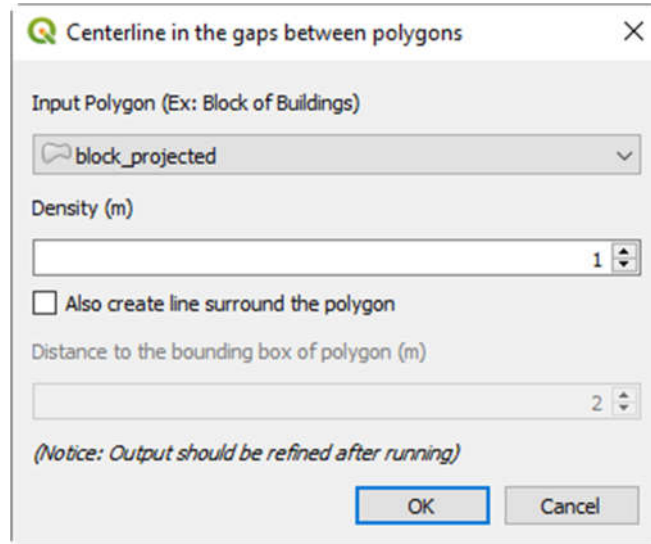 Centerline in the gaps between polygons
Input Polygon (Ex: Block of Buildings)
block_projected
Density (m)
1
Also create line surround the polygon
Distance to the bounding box of polygon (m)
2
(Notice: Output should be refined after running)
OK Cancel